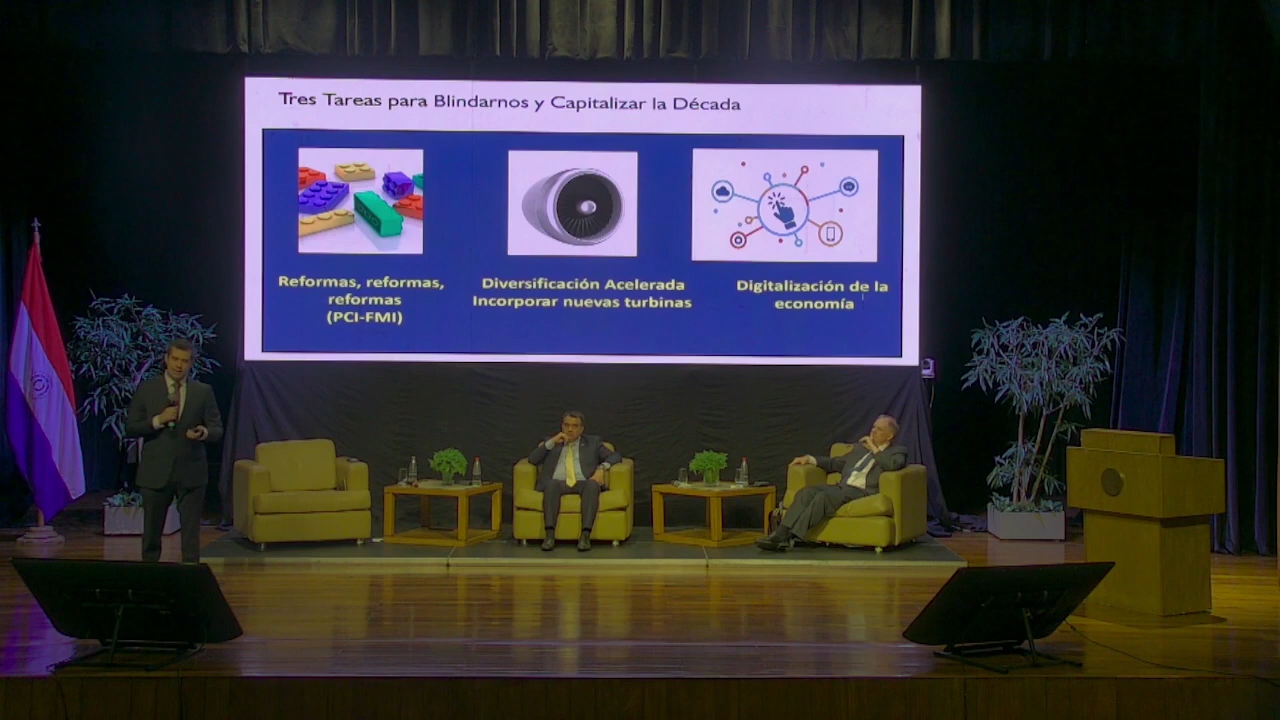 Tres Tareas para Blindarnos y Capitalizar la Década
Reformas, reformas,
reformas
(PCI-FMI)
Diversificación Acelerada
Incorporar nuevas turbinas
Digitalización de la
economía